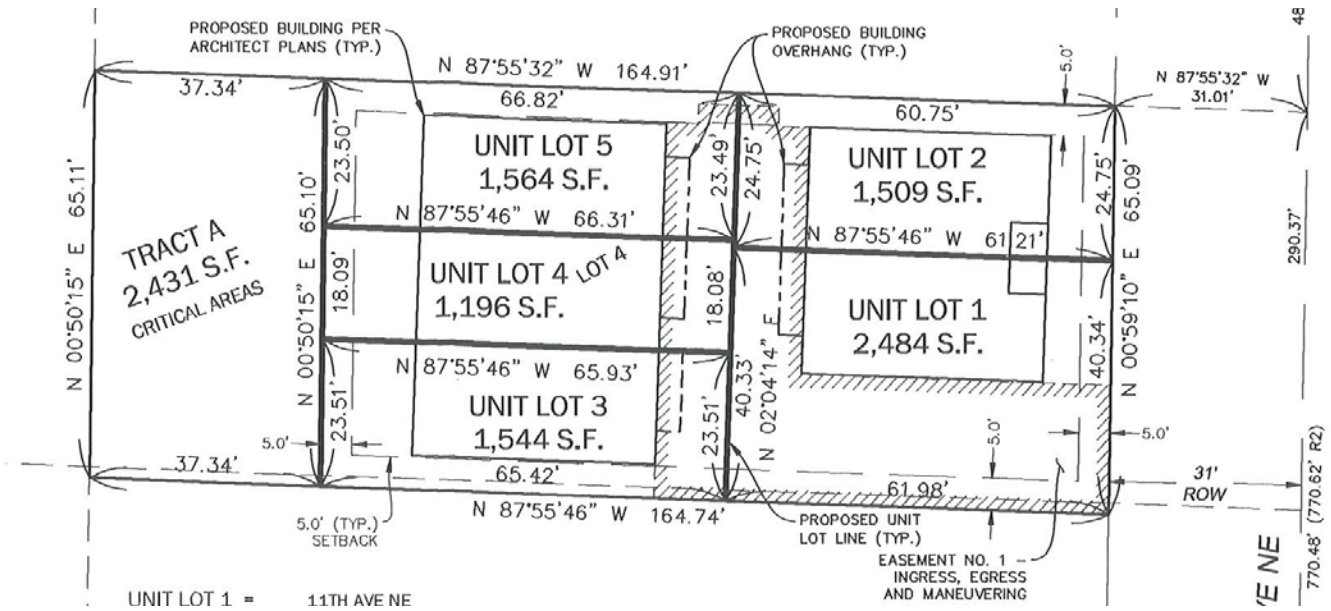 PROPOSED BUILDING PER
ARCHITECT PLANS (TYP.)
PROPOSED BUILDING
OVERHANG (TYP.)
48
N 87°55'32" W 164.91'
5.0'
N 87°55'32" W
31.01'
37.34'
66.82'
60.75'
N 00°50'15" E 65.11'
23.50'
UNIT LOT 5
1,564 S.F.
23.49'
24.75'
UNIT LOT 2
1,509 S.F.
24.75'
N 00°50'15" E 65.10'
N 87°55'46" W 66.31'
N 87°55'46" W 61.21'
N 00°59'10" E 65.09'
290.37'
TRACT A
2,431 S.F.
CRITICAL AREAS
18.09'
UNIT LOT 4
LOT 4
1,196 S.F.
18.08'
UNIT LOT 1
2,484 S.F.
N 87°55'46" W 65.93'
40.33'
N 02°04'14" E
40.34'
23.51'
UNIT LOT 3
1,544 S.F.
23.51'
5.0'
5.0'
5.0'
37.34'
65.42'
61.98'
31'
ROW
770.48' (770.62' R2)
N 87°55'46" W 164.74'
5.0' (TYP.)
SETBACK
PROPOSED UNIT
LOT LINE (TYP.)
EASEMENT NO. 1 -
INGRESS, EGRESS
AND MANEUVERING
VE NE
UNIT LOT 1 = 11TH AVE NE